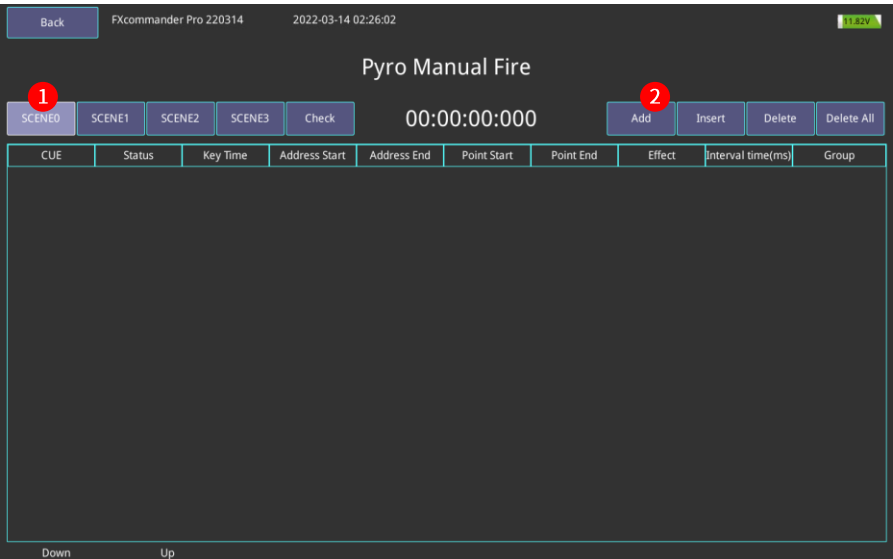 Back FXcommander Pro 220314 2022-03-14 02:26:02 11.82V
Pyro Manual Fire
1 2
SCENE0 SCENE1 SCENE2 SCENE3 Check 00:00:00:000 Add Insert Delete Delete All
CUE Status Key Time Address Start Address End Point Start Point End Effect Interval time(ms) Group
Down Up